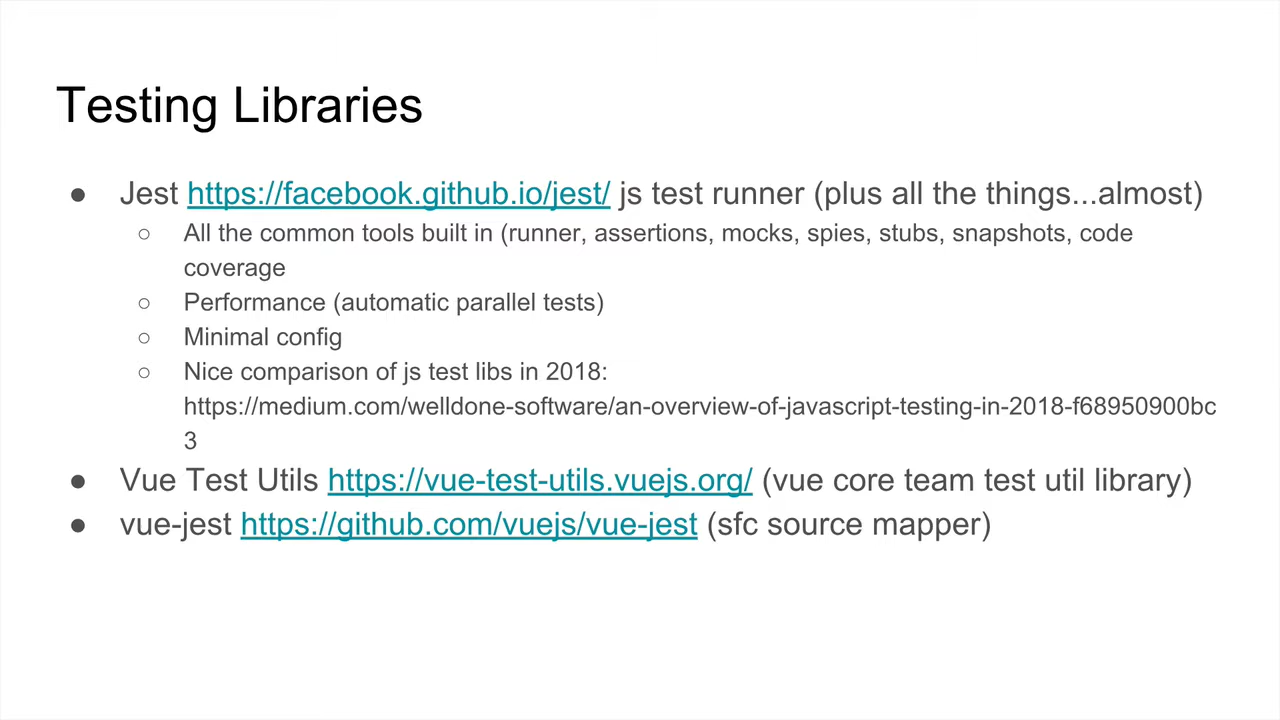 Testing Libraries
● Jest https://facebook.github.io/jest/ js test runner (plus all the things...almost)
○ All the common tools built in (runner, assertions, mocks, spies, stubs, snapshots, code
coverage
○ Performance (automatic parallel tests)
○ Minimal config
○ Nice comparison of js test libs in 2018:
https://medium.com/welldone-software/an-overview-of-javascript-testing-in-2018-f68950900bc
3
● Vue Test Utils https://vue-test-utils.vuejs.org/ (vue core team test util library)
● vue-jest https://github.com/vuejs/vue-jest (sfc source mapper)